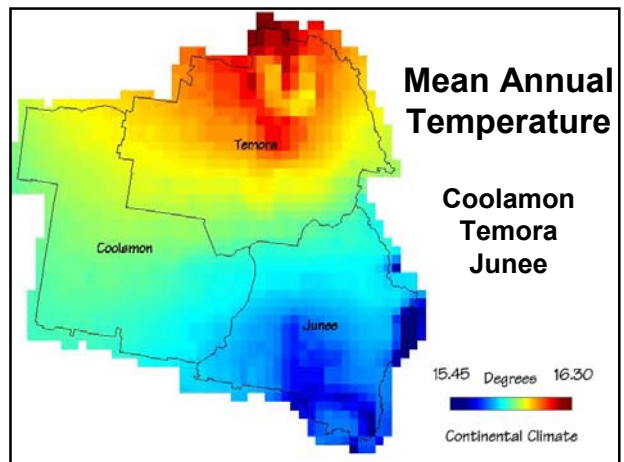 Mean Annual
Temperature
Coolamon
Temora
Junee
Temora
Coolamon
Junee
15.45 Degrees 16.30
Continental Climate